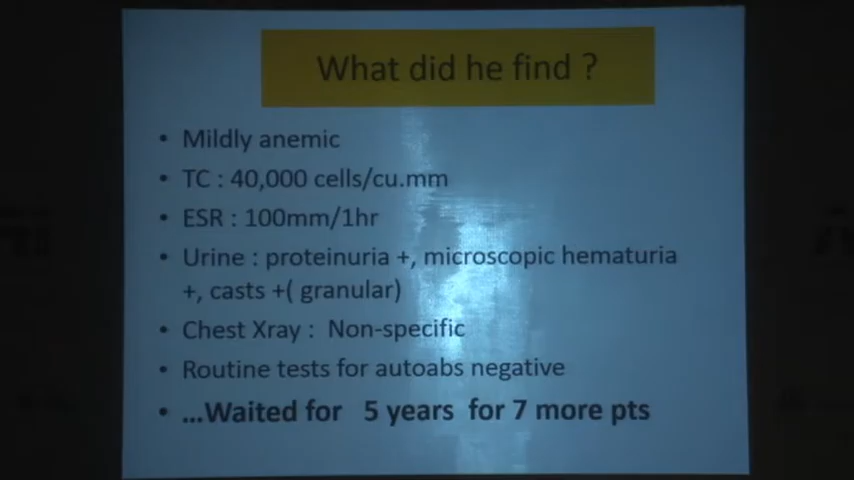 What did he find ?
• Mildly anemic
• TC : 40,000 cells/cu.mm
• ESR : 100mm/1hr
• Urine : proteinuria +, microscopic hematuria
+, casts +( granular)
• Chest Xray : Non-specific
• Routine tests for autoabs negative
• ...Waited for 5 years for 7 more pts